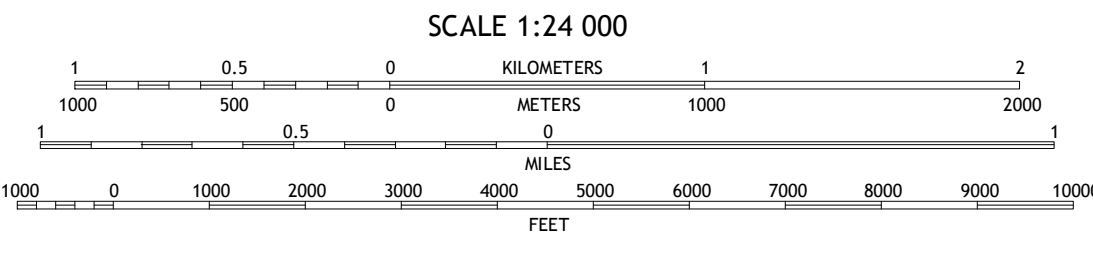 SCALE 1:24 000
1 0.5 0 KILOMETERS 1 2
1000 500 0 METERS 1000 2000
1 0.5 0 1
MILES
1000 0 1000 2000 3000 4000 5000 6000 7000 8000 9000 10000
FEET